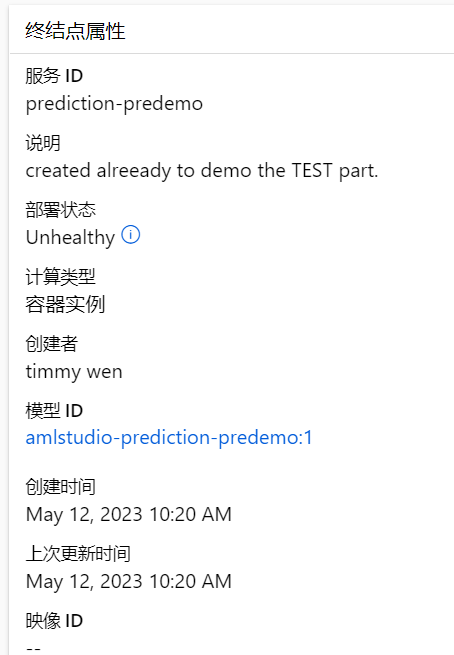 终结点属性
服务 ID
prediction-predemo
说明
created alreeady to demo the TEST part.
部署状态
Unhealthy
计算类型
容器实例
创建者
timmy wen
模型 ID
amlstudio-prediction-predemo:1
创建时间
May 12, 2023 10:20 AM
上次更新时间
May 12, 2023 10:20 AM
映像 ID
--